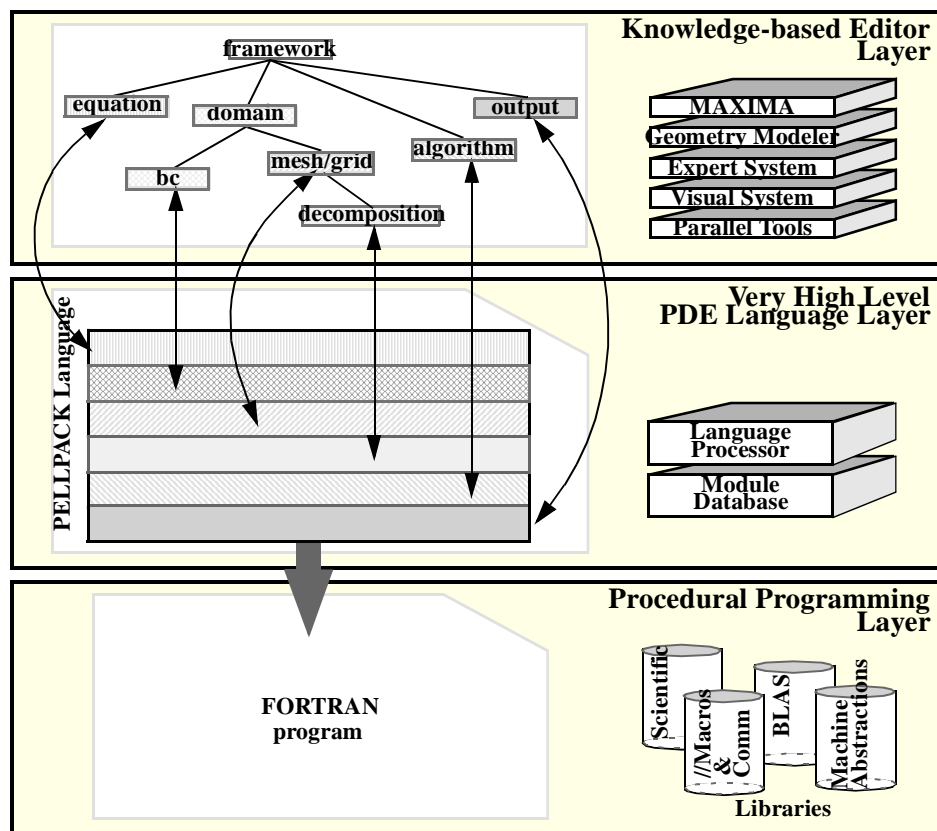 Knowledge-based Editor
Layer
framework
equation
domain
output
bc
mesh/grid
algorithm
decomposition
MAXIMA
Geometry Modeler
Expert System
Visual System
Parallel Tools
Very High Level
PDE Language Layer
PELLPACK Language
Language
Processor
Module
Database
Procedural Programming
Layer
FORTRAN
program
Scientific
//Macros
&
Comm
BLAS
Machine
Abstractions
Libraries